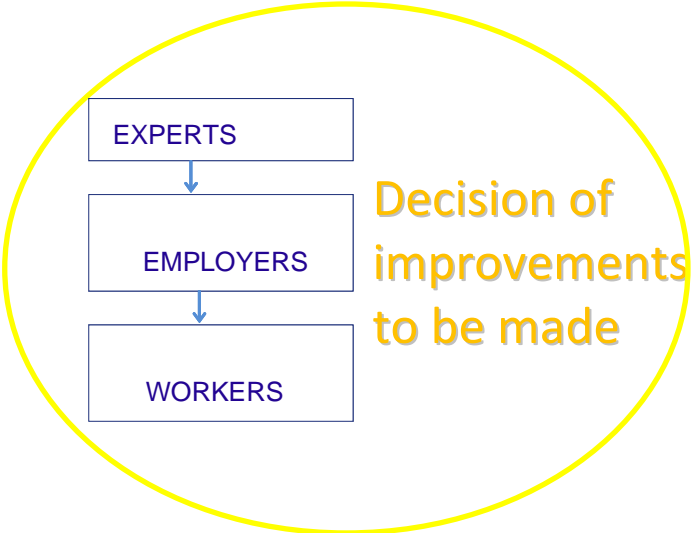 EXPERTS
EMPLOYERS
WORKERS
Decision of
improvements
to be made